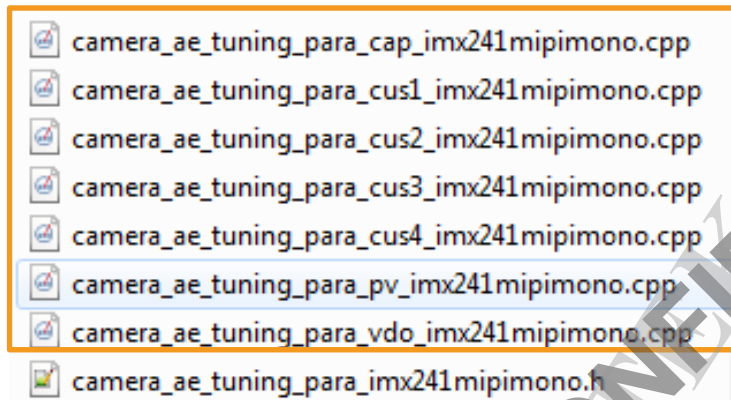 camera_ae_tuning_para_cap_imx241mipimono.cpp
camera_ae_tuning_para_cus1_imx241mipimono.cpp
camera_ae_tuning_para_cus2_imx241mipimono.cpp
camera_ae_tuning_para_cus3_imx241mipimono.cpp
camera_ae_tuning_para_cus4_imx241mipimono.cpp
camera_ae_tuning_para_pv_imx241mipimono.cpp
camera_ae_tuning_para_vdo_imx241mipimono.cpp
camera_ae_tuning_para_imx241mipimono.h